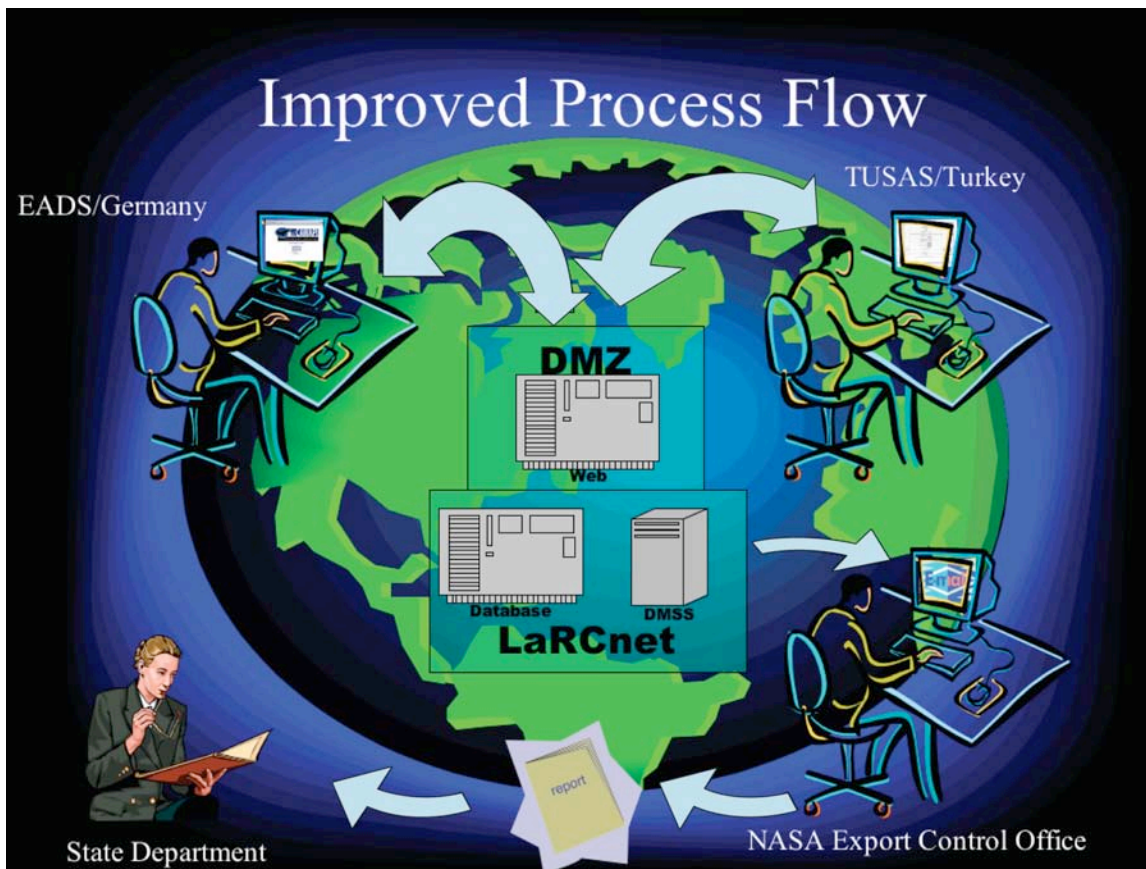 Improved Process Flow
TUSAS/Turkey
EADS/Germany
DMZ
Web
Database
DMSS
LaRCnet
report
State Department
NASA Export Control Office